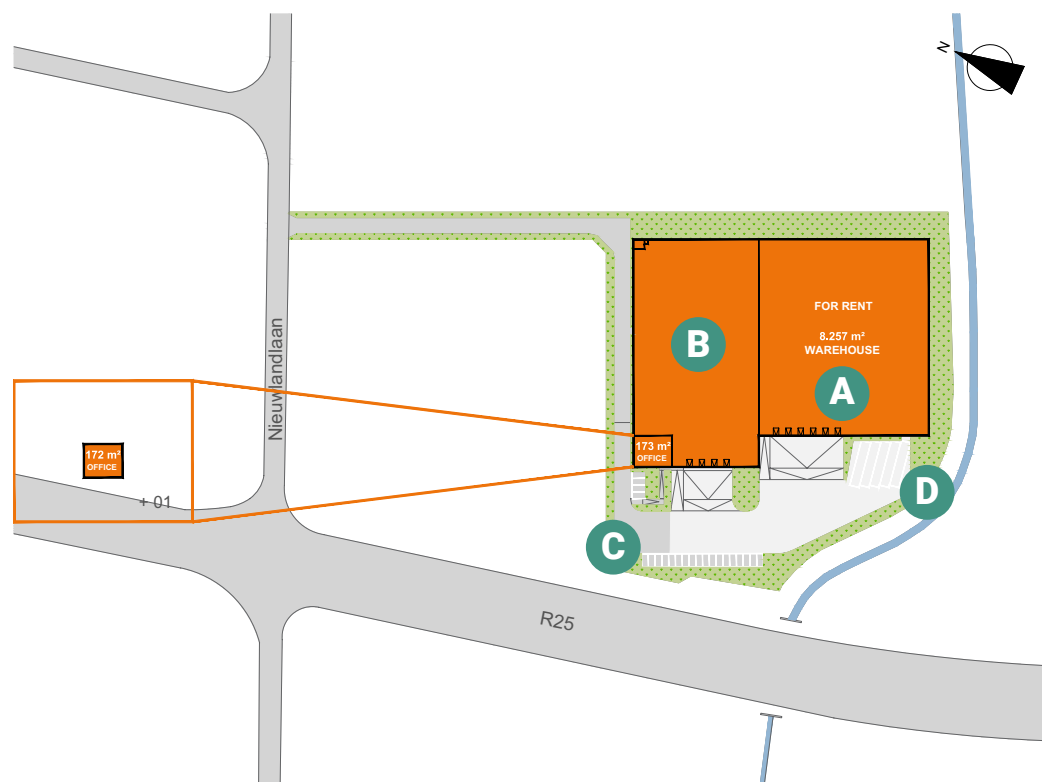 N
FOR RENT
8.257 m²
WAREHOUSE
B
A
Nieuwlandlaan
173 m²
OFFICE
172 m²
OFFICE
+ 01
D
C
R25